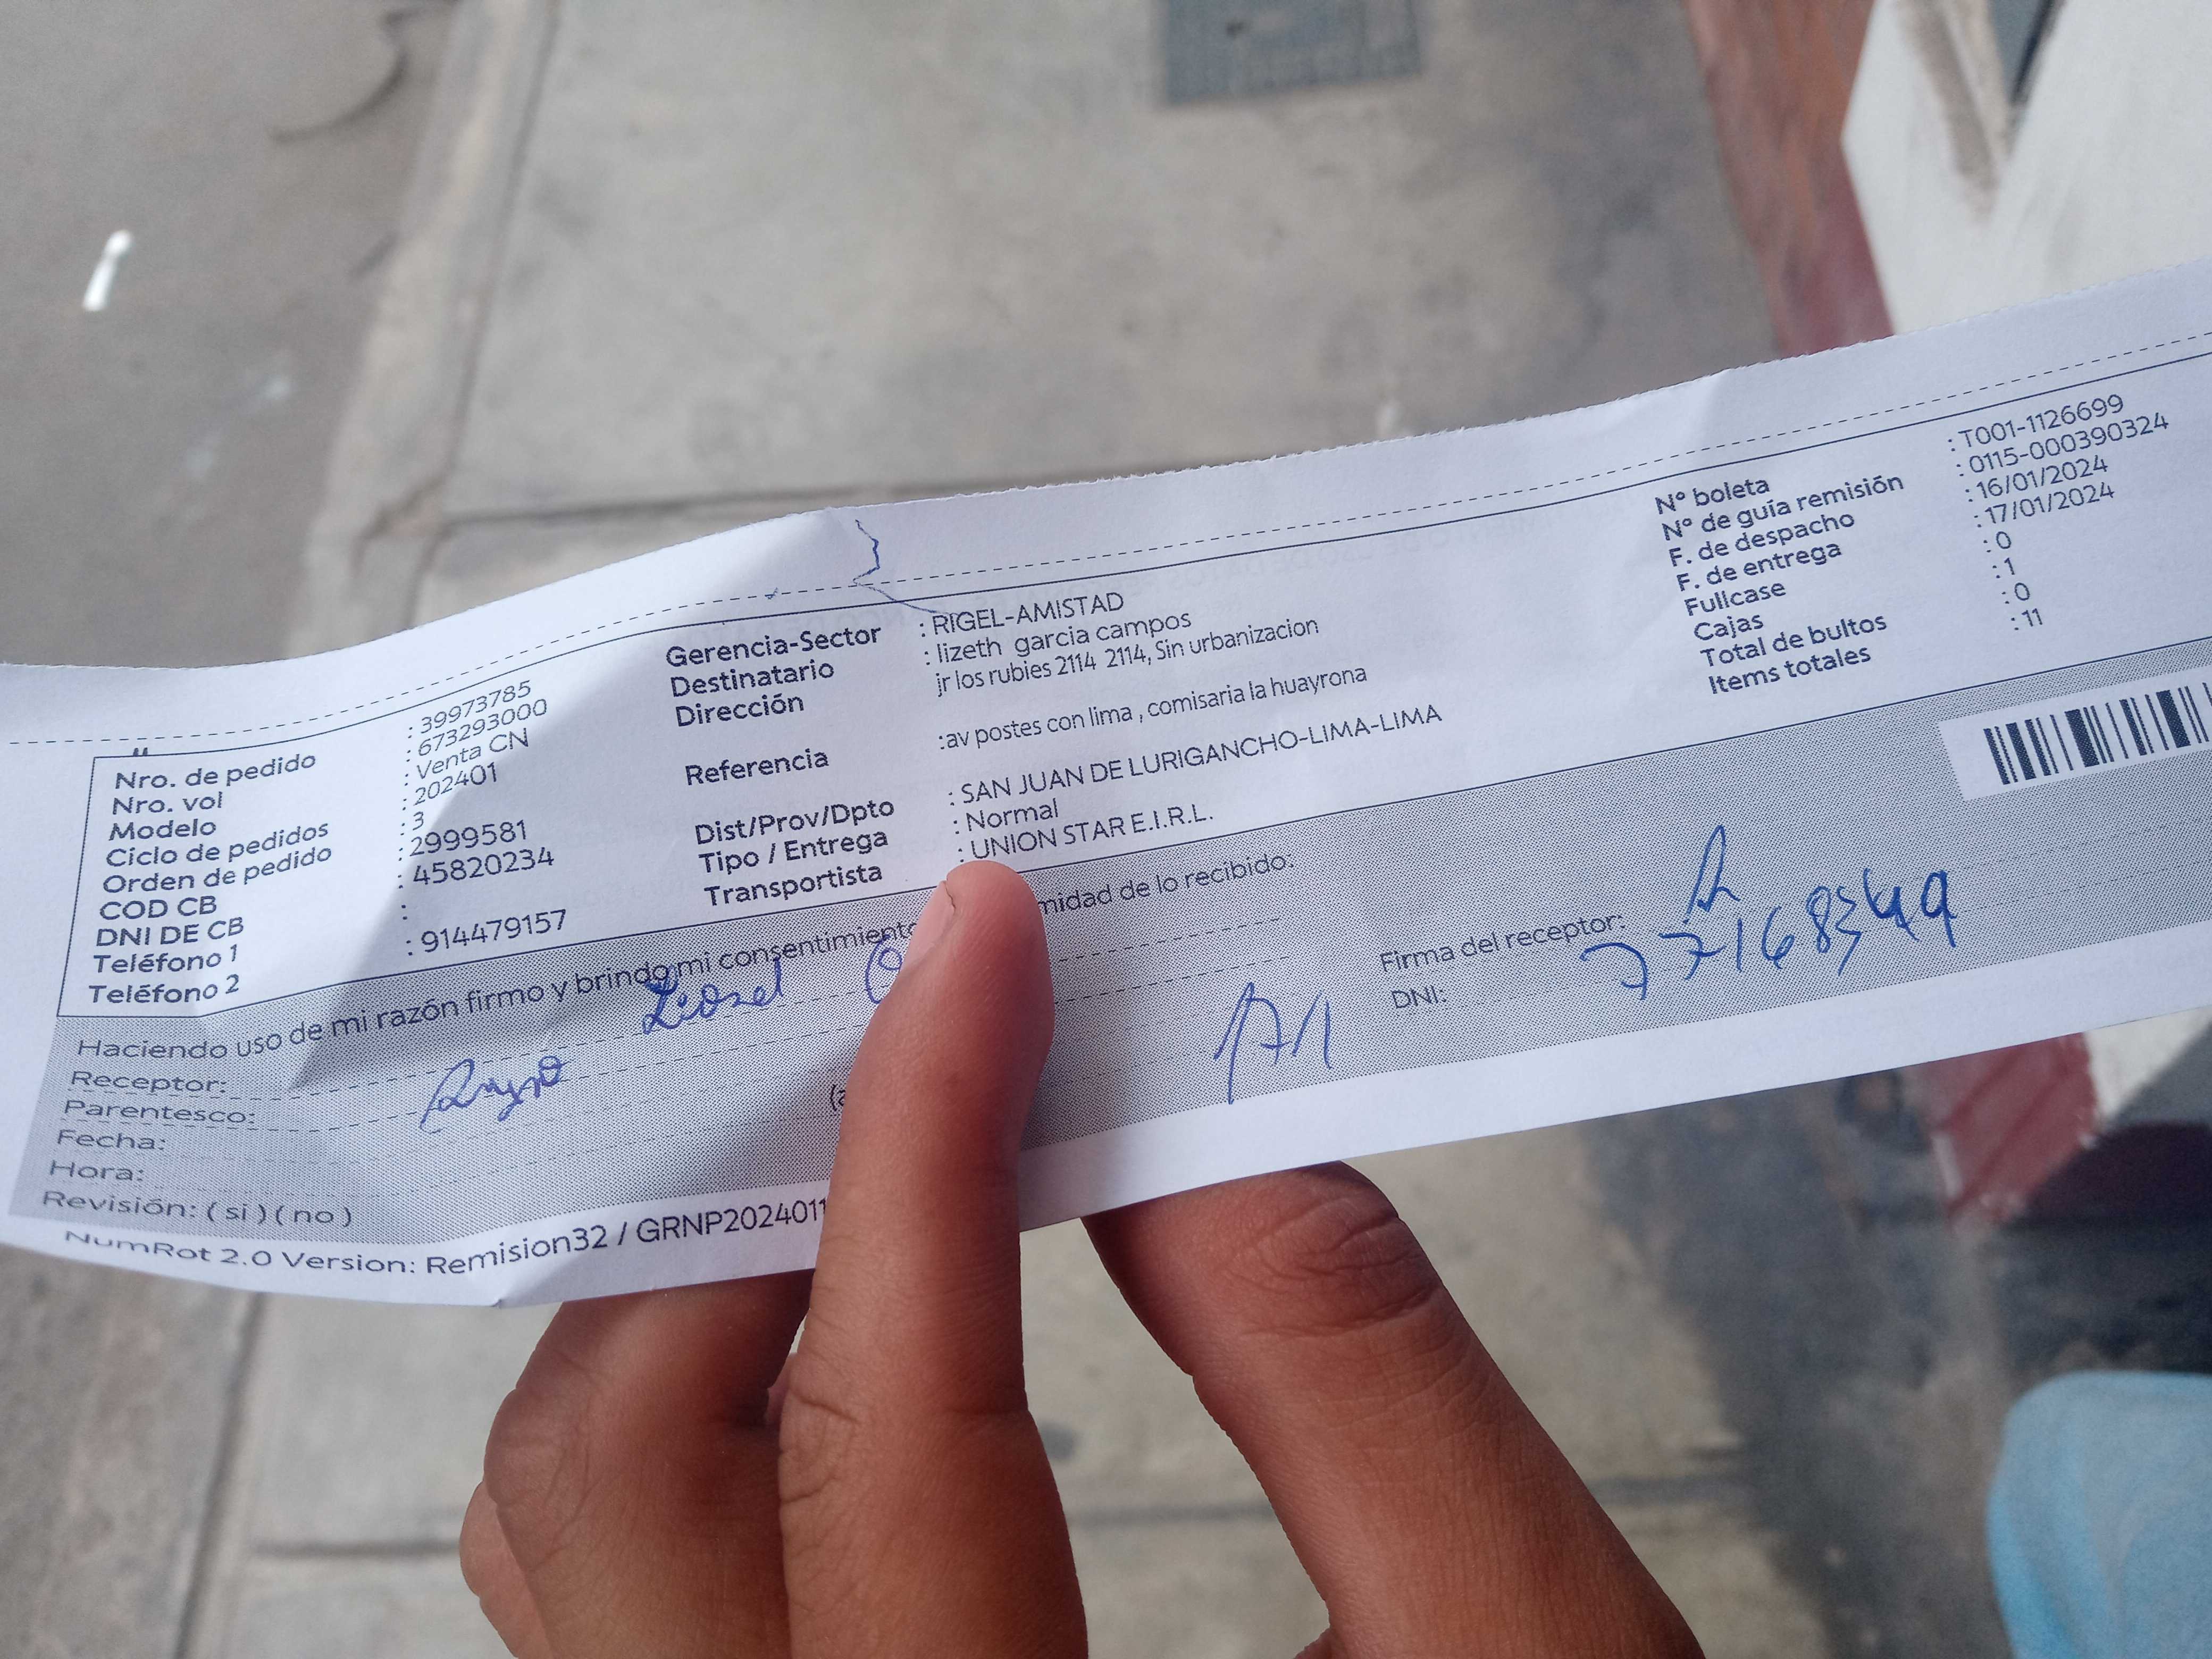 Nro. de pedido : 39973785
Nro. vol : 673293000
Modelo : Venta CN
Ciclo de pedidos : 202401
Orden de pedido : 3
COD CB : 2999581
DNI DE CB : 45820234
Teléfono 1 :
Teléfono 2 : 914479157
Gerencia-Sector : RIGEL-AMISTAD
Destinatario : lizeth garcia campos
Dirección jr los rubies 2114 2114, Sin urbanizacion
Referencia :av postes con lima , comisaria la huayrona
Dist/Prov/Dpto : SAN JUAN DE LURIGANCHO-LIMA-LIMA
Tipo / Entrega : Normal
Transportista : UNION STAR E.I.R.L.
Nº boleta : T001-1126699
Nº de guía remisión : 0115-000390324
F. de despacho : 16/01/2024
F. de entrega : 17/01/2024
Fullcase : 0
Cajas : 1
Total de bultos : 0
Items totales : 11
Haciendo uso de mi razón firmo y brindo mi consentimiento midad de lo recibido:
Receptor:
Parentesco:
Fecha:
Hora:
Revisión: ( si ) ( no )
Firma del receptor:
DNI:
NumRot 2.0 Version: Remision32 / GRNP2024011